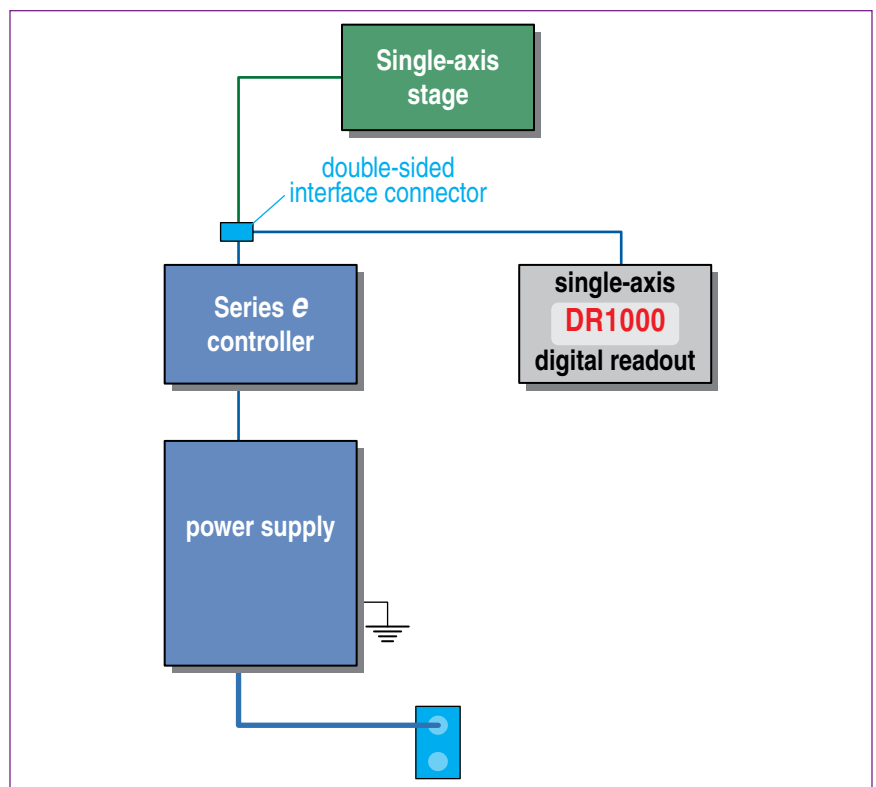 Single-axis
stage
double-sided
interface connector
Series e
controller
single-axis
DR1000
digital readout
power supply